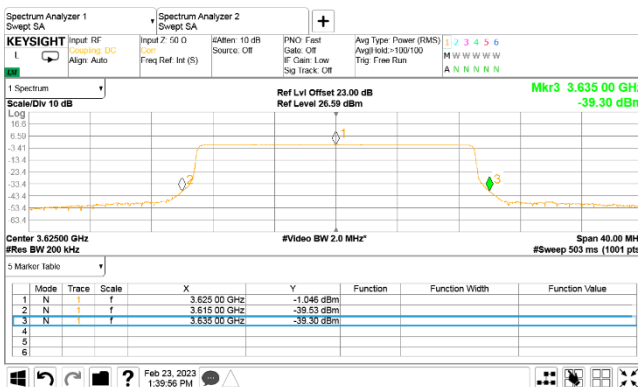 Spectrum Analyzer 1
Swept SA
Spectrum Analyzer 2
Swept SA
KEYSIGHT Input: RF Input Z: 50 Ω #Atten: 10 dB PNO: Fast Avg Type: Power (RMS) 1 2 3 4 5 6
Coupling: DC Corr Source: Off Gate: Off Avg|Hold:>100/100 M W W W W W
Align: Auto Freq Ref: Int (S) IF Gain: Low Trig: Free Run
Sig Track: Off A N N N N N
LXI
1 Spectrum
Scale/Div 10 dB
Ref Lvl Offset 23.00 dB
Ref Level 26.59 dBm
Mkr3 3.635 00 GHz
-39.30 dBm
Log
16.6
6.59
-3.41
-13.4
-23.4
-33.4
-43.4
-53.4
-63.4
1
2
3
Center 3.62500 GHz #Video BW 2.0 MHz* Span 40.00 MH
#Res BW 200 kHz #Sweep 503 ms (1001 pts
5 Marker Table
Mode Trace Scale X Y Function Function Width Function Value
1 N 1 f 3.625 00 GHz -1.046 dBm
2 N 1 f 3.615 00 GHz -39.53 dBm
3 N 1 f 3.635 00 GHz -39.30 dBm
4
5
6
? Feb 23, 2023
1:39:56 PM